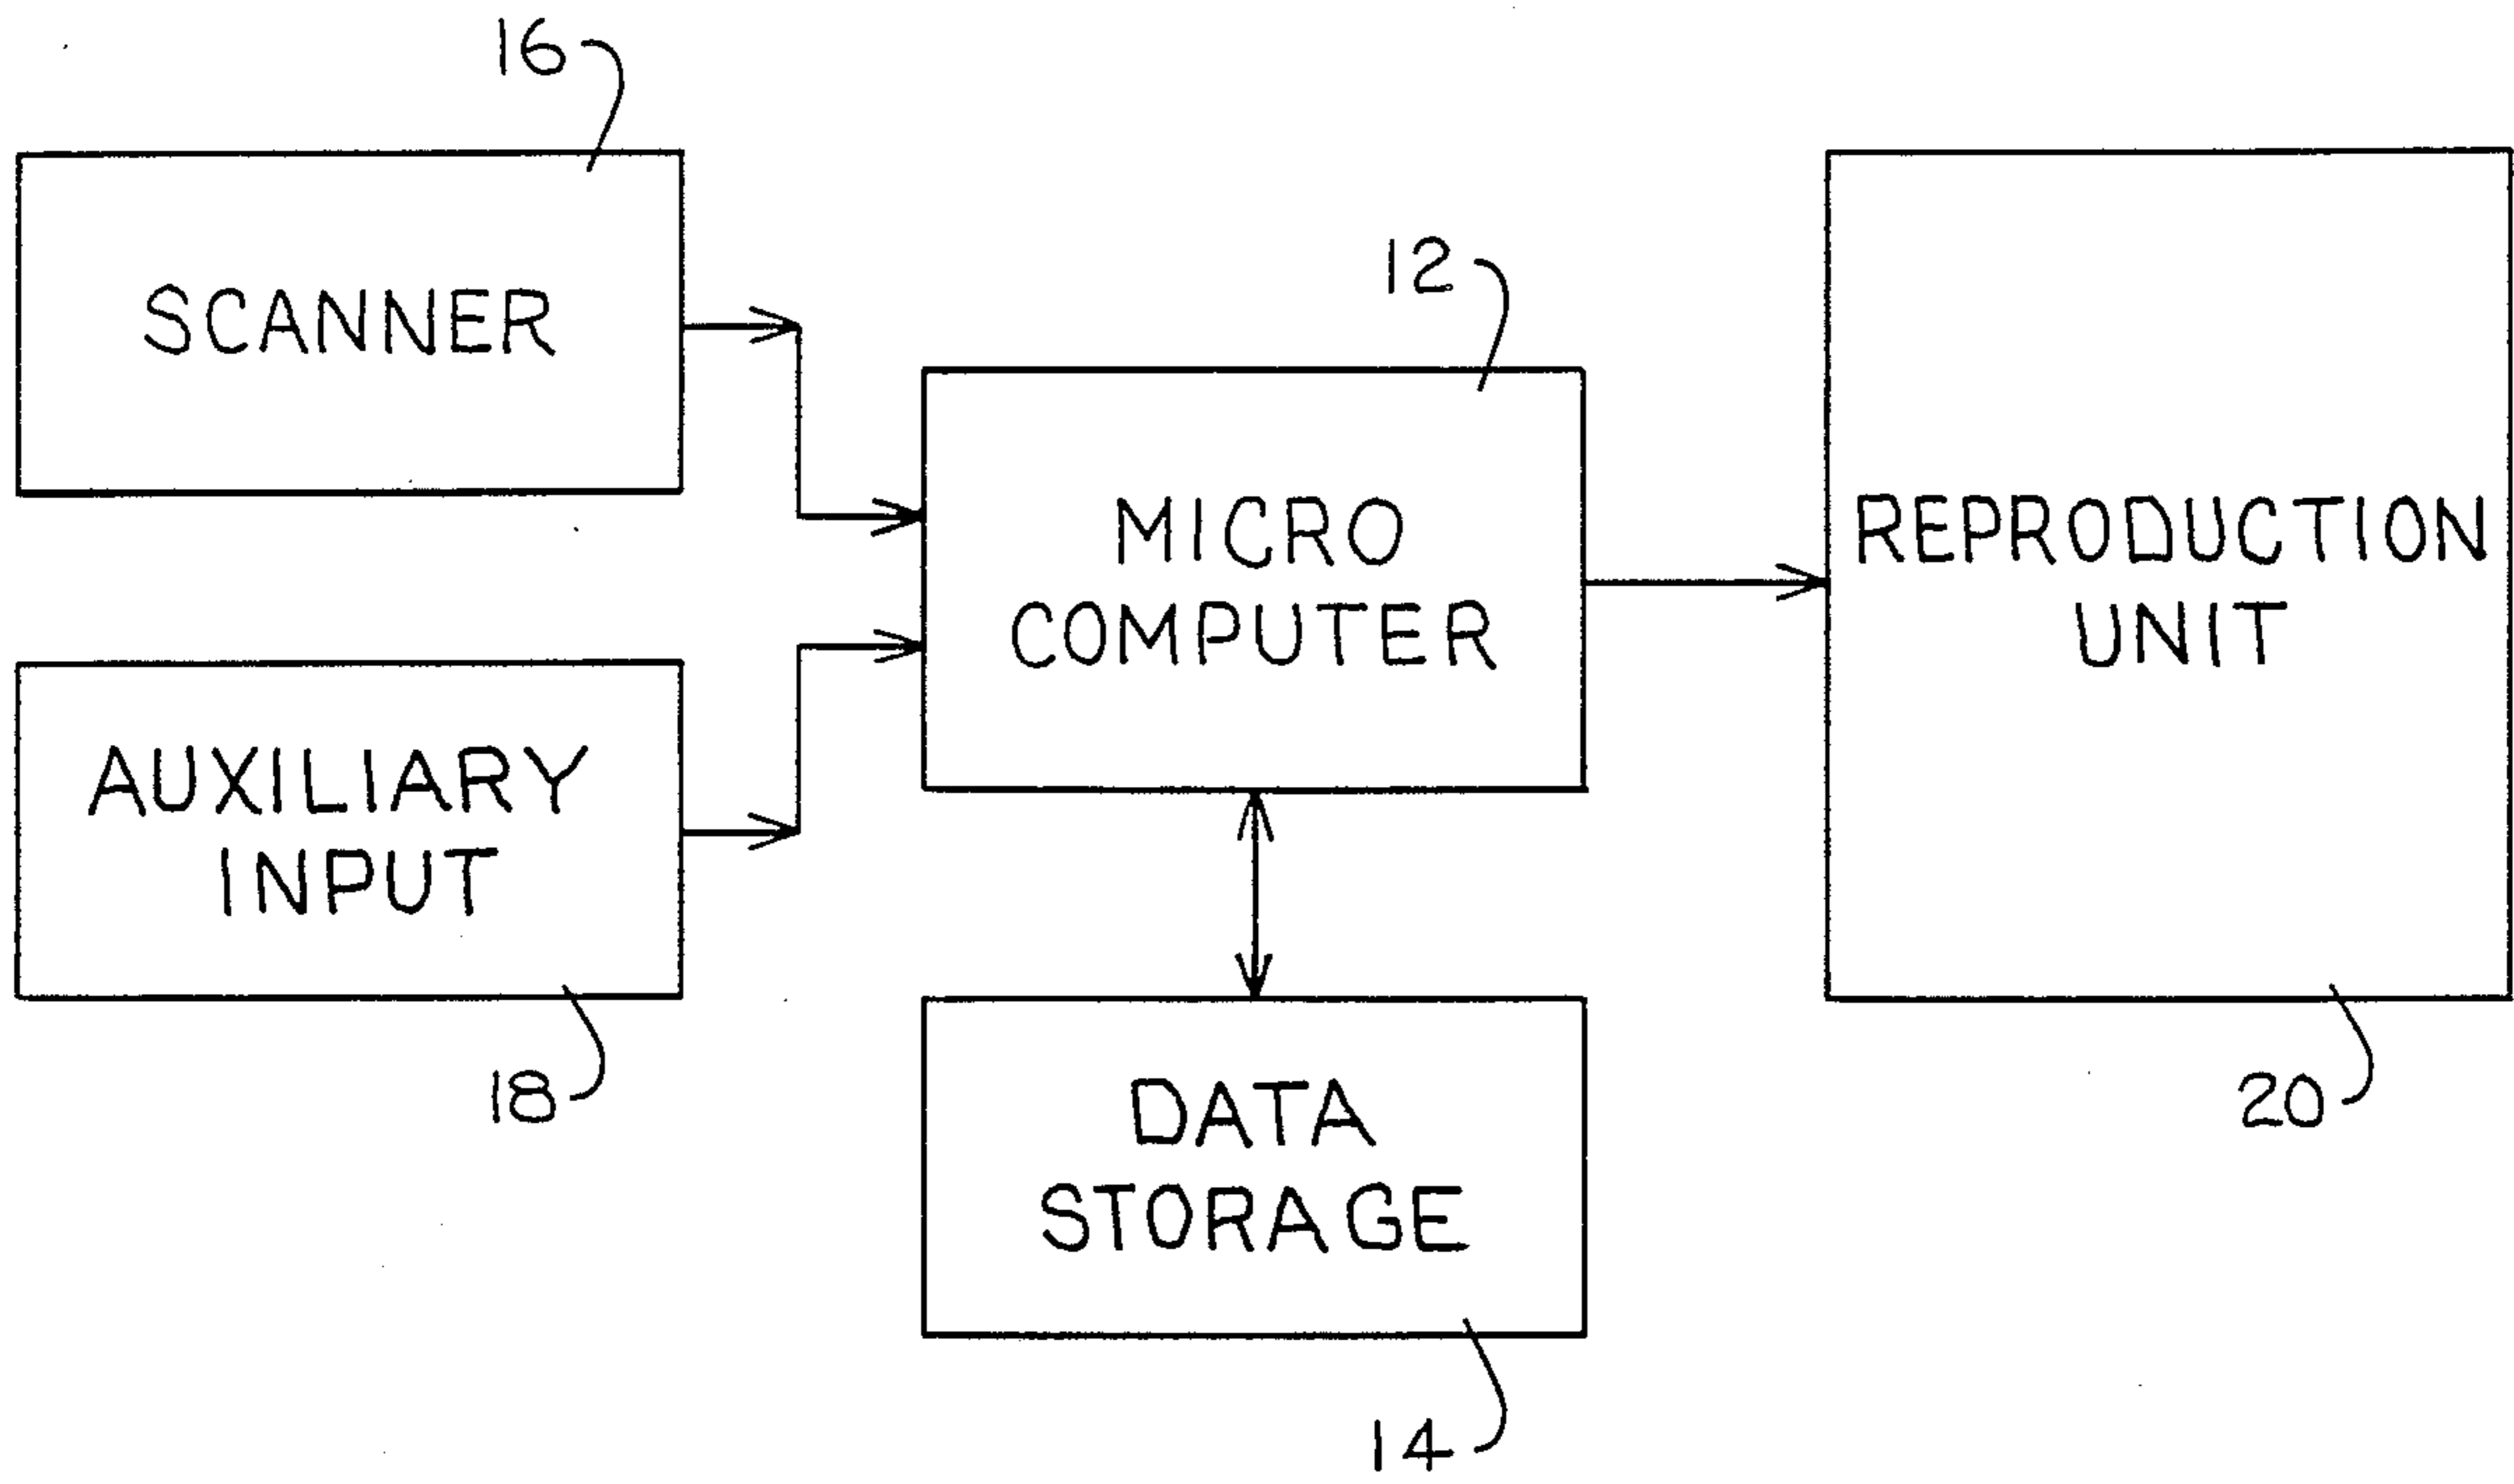 16
SCANNER
12
MICRO
COMPUTER
REPRODUCTION
UNIT
AUXILIARY
INPUT
18
20
DATA
STORAGE
14